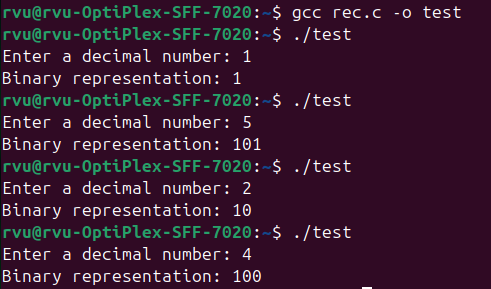 rvu@rvu-OptiPlex-SFF-7020:~$ gcc rec.c -o test
rvu@rvu-OptiPlex-SFF-7020:~$ ./test
Enter a decimal number: 1
Binary representation: 1
rvu@rvu-OptiPlex-SFF-7020:~$ ./test
Enter a decimal number: 5
Binary representation: 101
rvu@rvu-OptiPlex-SFF-7020:~$ ./test
Enter a decimal number: 2
Binary representation: 10
rvu@rvu-OptiPlex-SFF-7020:~$ ./test
Enter a decimal number: 4
Binary representation: 100